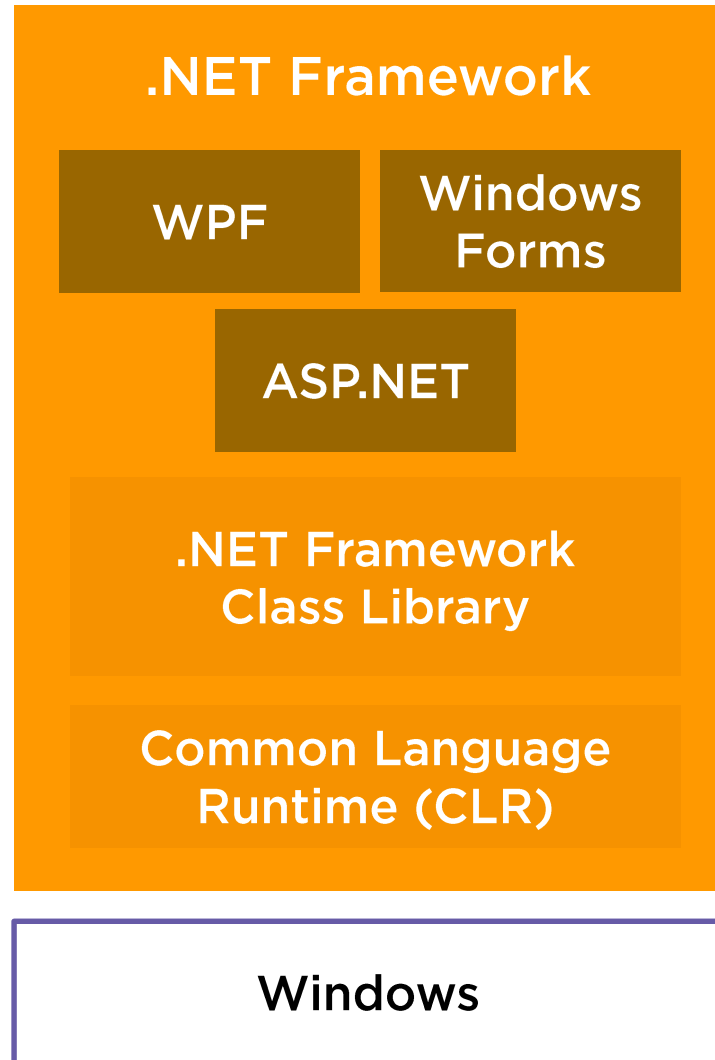 .NET Framework
WPF
Windows
Forms
ASP.NET
.NET Framework
Class Library
Common Language
Runtime (CLR)
Windows